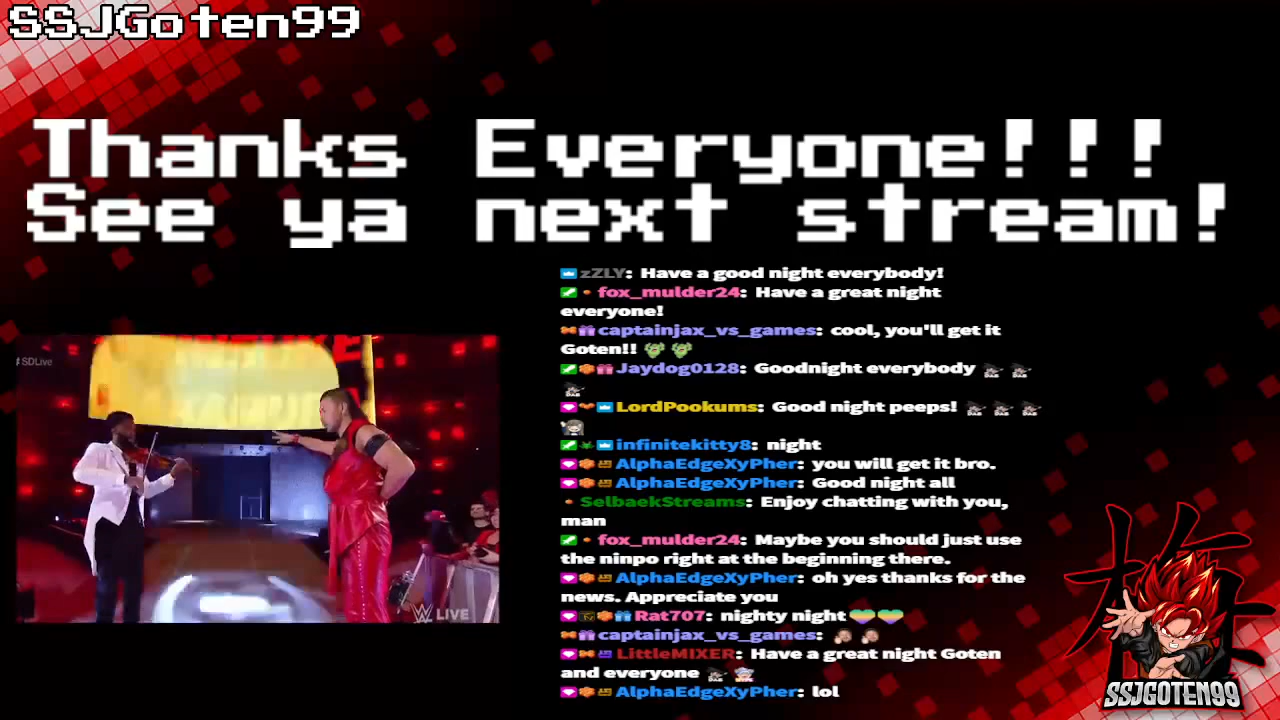 SSJGoten99
Thanks Everyone!!!
See ya next stream!
zZLY: Have a good night everybody!
fox_mulder24: Have a great night
everyone!
captainjax_vs_games: cool, you'll get it
Goten!!
Jaydog0128: Goodnight everybody
LordPookums: Good night peeps!
infinitekitty8: night
AlphaEdgeXyPher: you will get it bro.
AlphaEdgeXyPher: Good night all
SelbaekStreams: Enjoy chatting with you,
man
fox_mulder24: Maybe you should just use
the ninpo right at the beginning there.
AlphaEdgeXyPher: oh yes thanks for the
news. Appreciate you
Rat707: nighty night
captainjax_vs_games:
LittleMIXER: Have a great night Goten
and everyone
AlphaEdgeXyPher: lol
#SDLive
W LIVE
SSJGOTEN99